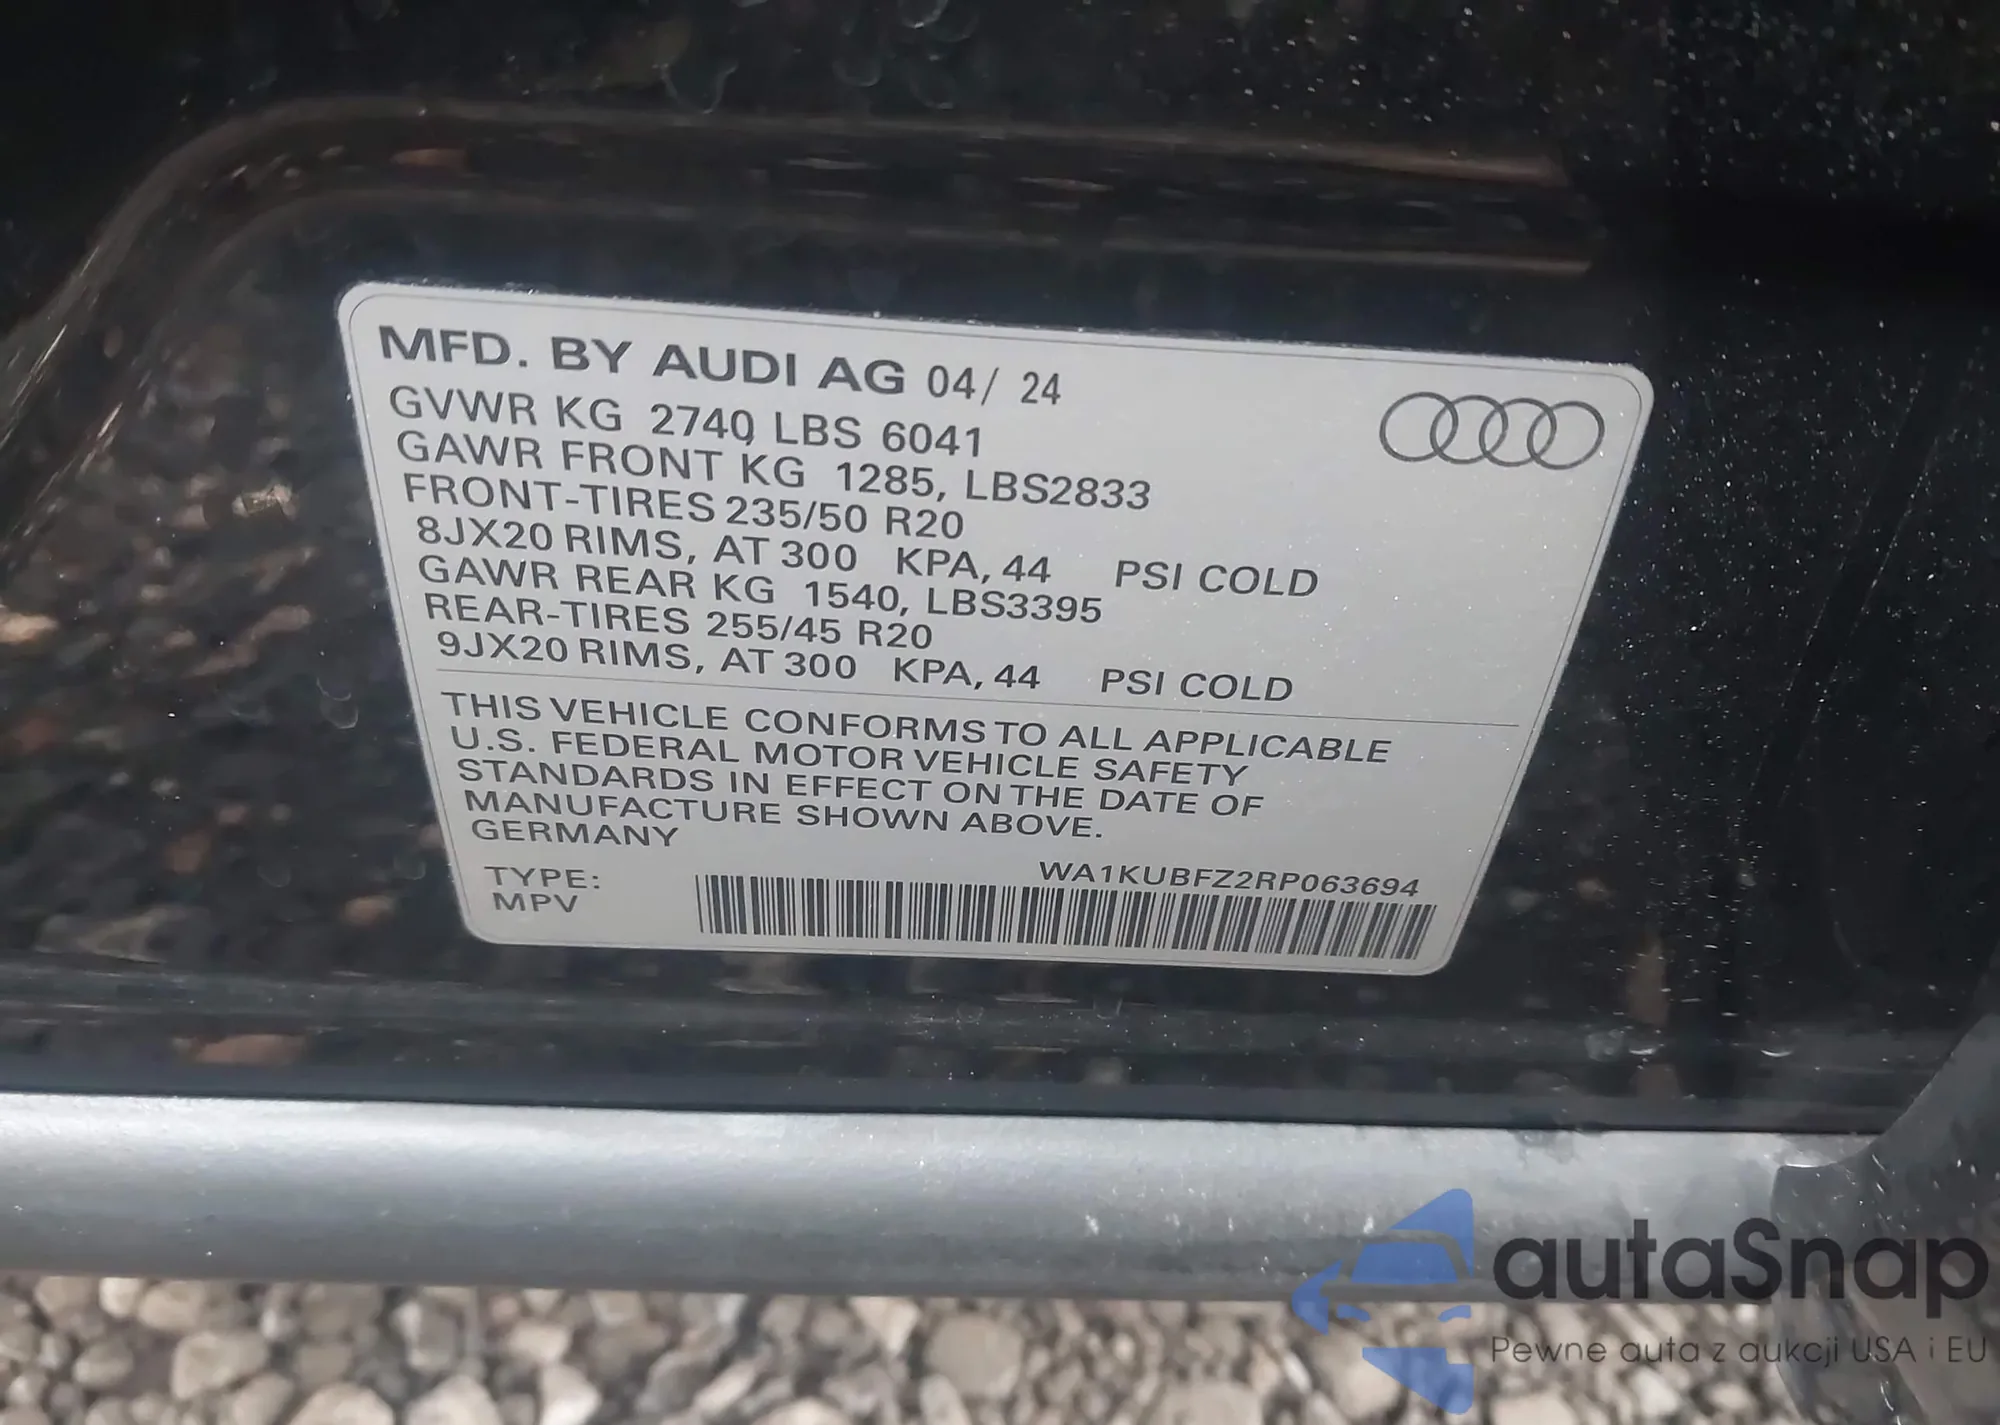 MFD. BY AUDI AG 04/ 24
GVWR KG 2740 LBS 6041
GAWR FRONT KG 1285, LBS2833
FRONT-TIRES 235/50 R20
8JX20 RIMS, AT 300 KPA, 44 PSI COLD
GAWR REAR KG 1540, LBS3395
REAR-TIRES 255/45 R20
9JX20 RIMS, AT 300 KPA, 44 PSI COLD
THIS VEHICLE CONFORMS TO ALL APPLICABLE
U.S. FEDERAL MOTOR VEHICLE SAFETY
STANDARDS IN EFFECT ON THE DATE OF
MANUFACTURE SHOWN ABOVE.
GERMANY
WA1KUBFZ2RP063694
TYPE:
MPV
autaSnap
Pewne auta z aukcji USA i EU